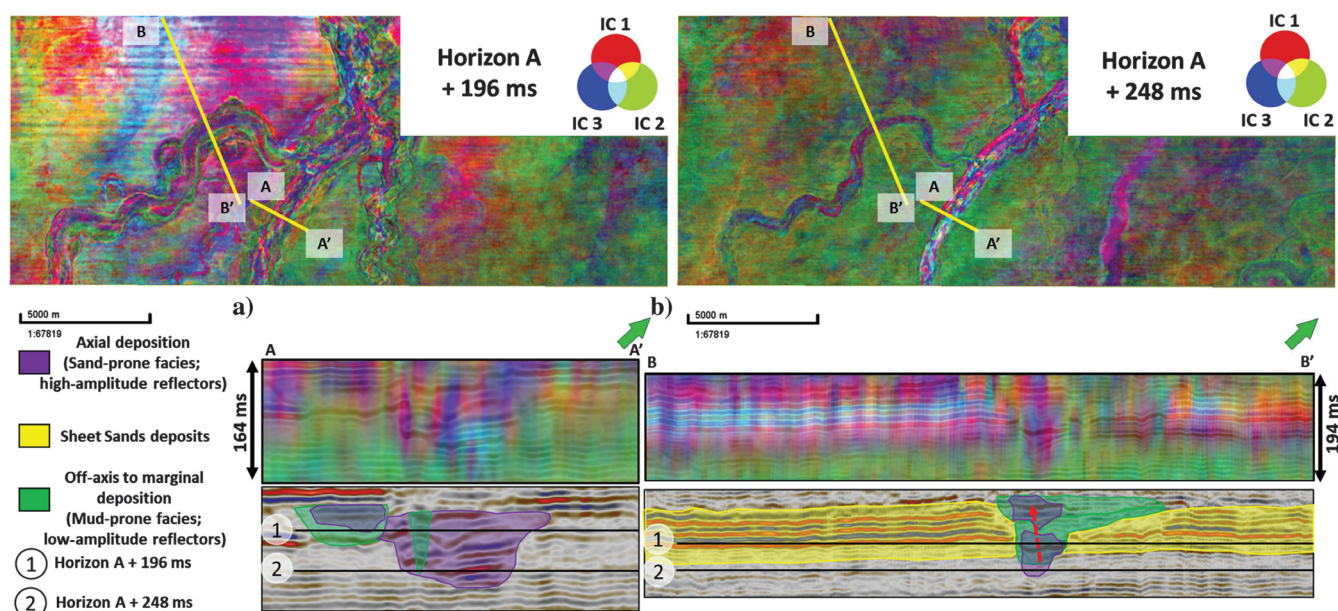 B
Horizon A
+ 196 ms
IC 1
IC 3
IC 2
A
B'
A'
B
Horizon A
+ 248 ms
IC 1
IC 3
IC 2
A
B'
A'
5000 m
1:67819
a)
5000 m
1:67819
b)
Axial deposition
(Sand-prone facies;
high-amplitude reflectors)
Sheet Sands deposits
Off-axis to marginal
deposition
(Mud-prone facies;
low-amplitude reflectors)
1 Horizon A + 196 ms
2 Horizon A + 248 ms
A
A'
164 ms
1
2
B
B'
194 ms
1
2